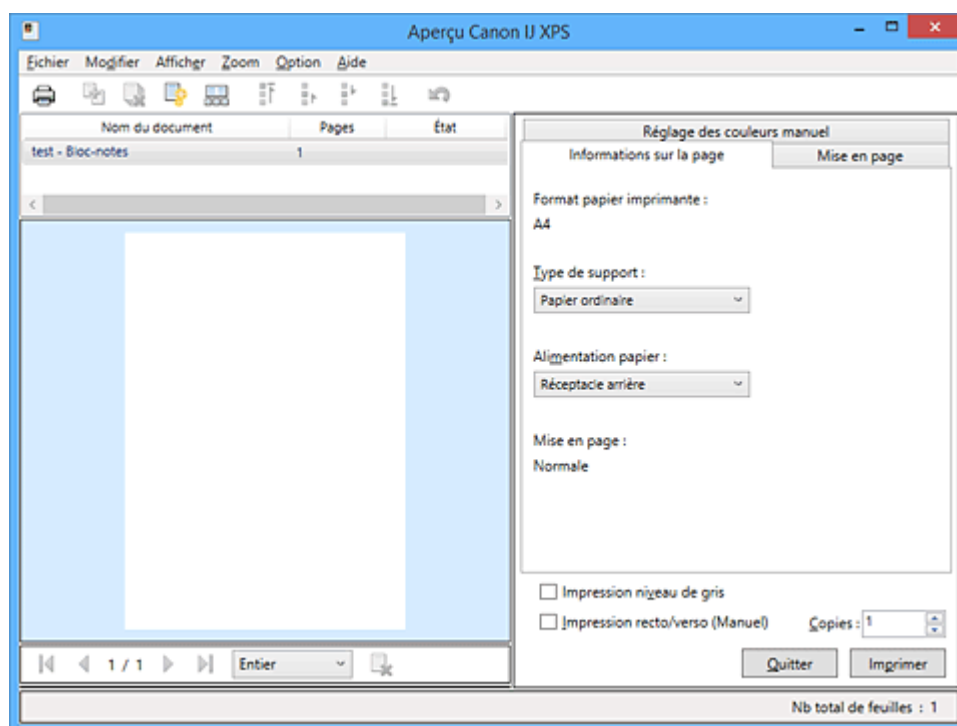 Aperçu Canon IJ XPS
Fichier Modifier Afficher Zoom Option Aide
Nom du document Pages État
test - Bloc-notes 1
Réglage des couleurs manuel
Informations sur la page Mise en page
Format papier imprimante :
A4
Type de support :
Papier ordinaire
Alimentation papier :
Réceptacle arrière
Mise en page :
Normale
Impression niveau de gris
Impression recto/verso (Manuel) Copies : 1
1 / 1 Entier
Quitter Imprimer
Nb total de feuilles : 1